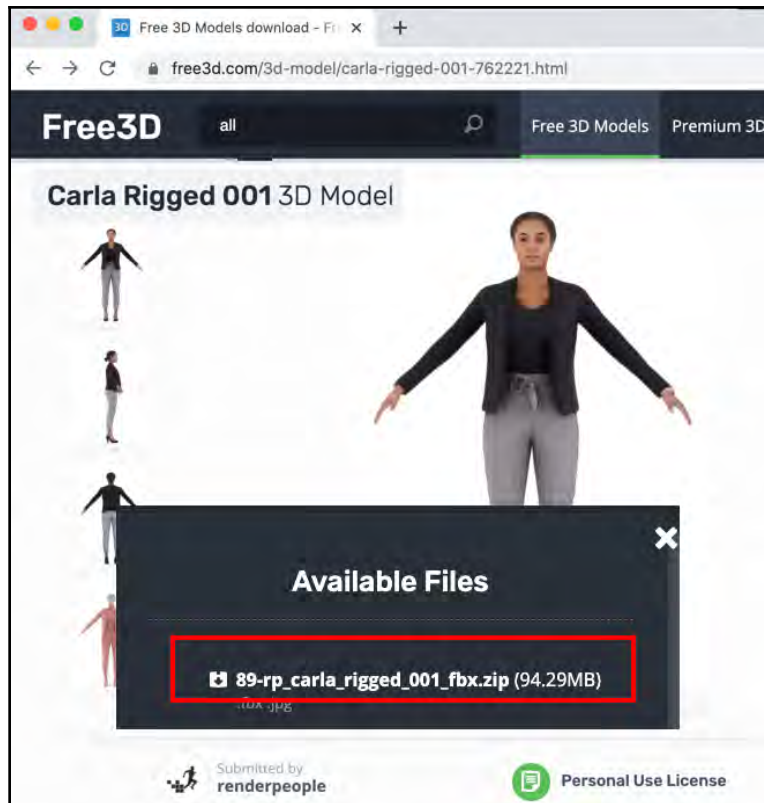 3D Free 3D Models download - Fr
free3d.com/3d-model/carla-rigged-001-762221.html
Free3D all Free 3D Models Premium 3D
Carla Rigged 001 3D Model
Available Files
89-rp_carla_rigged_001_fbx.zip (94.29MB)
.fbx .jpg
Submitted by
renderpeople Personal Use License